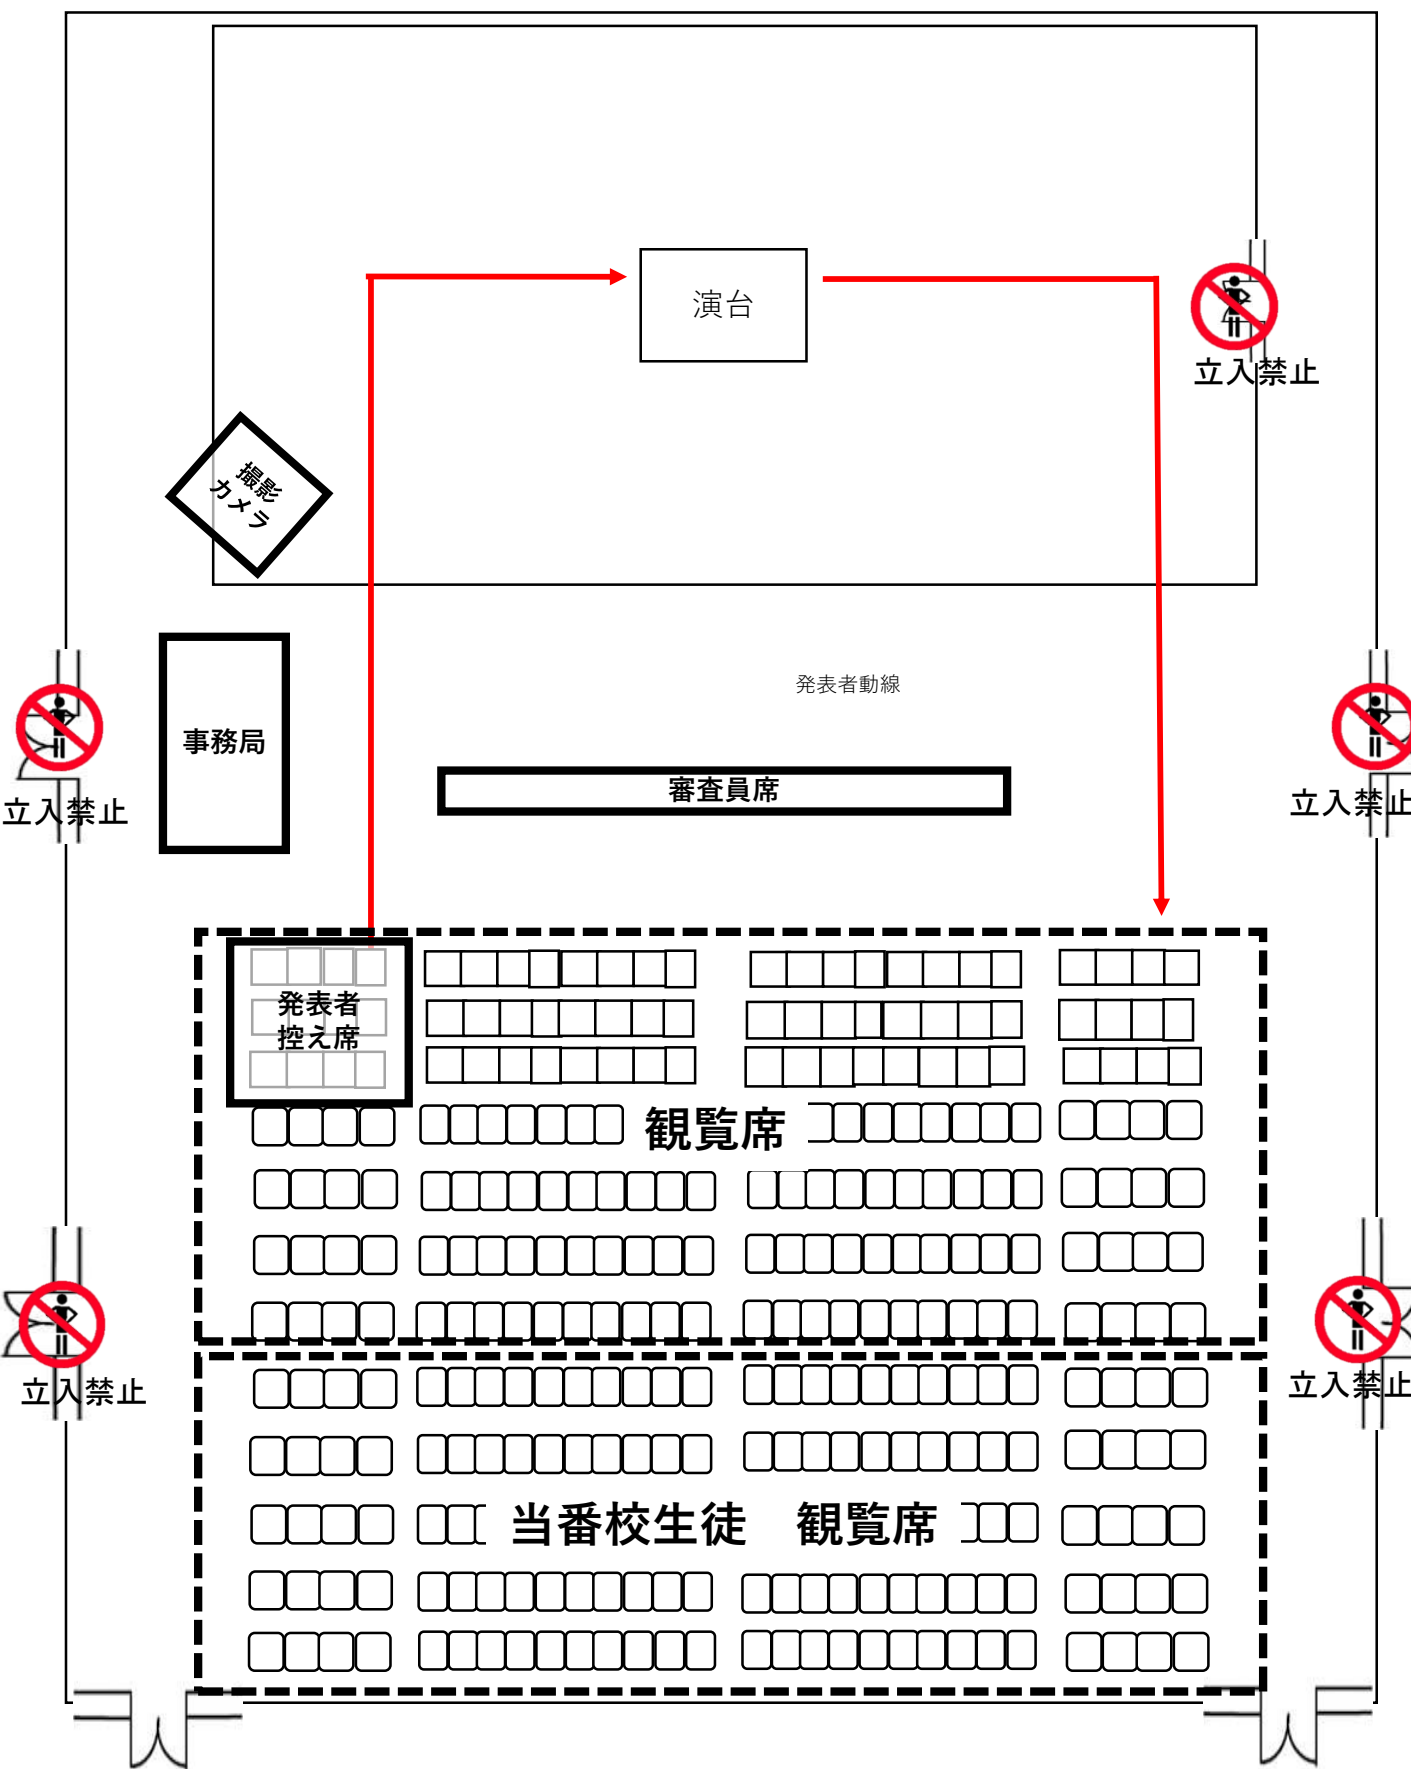 演台
立入禁止
撮影
カメラ
発表者動線
事務局
審査員席
立入禁止
立入禁止
発表者
控え席
観覧席
立入禁止
立入禁止
当番校生徒　観覧席